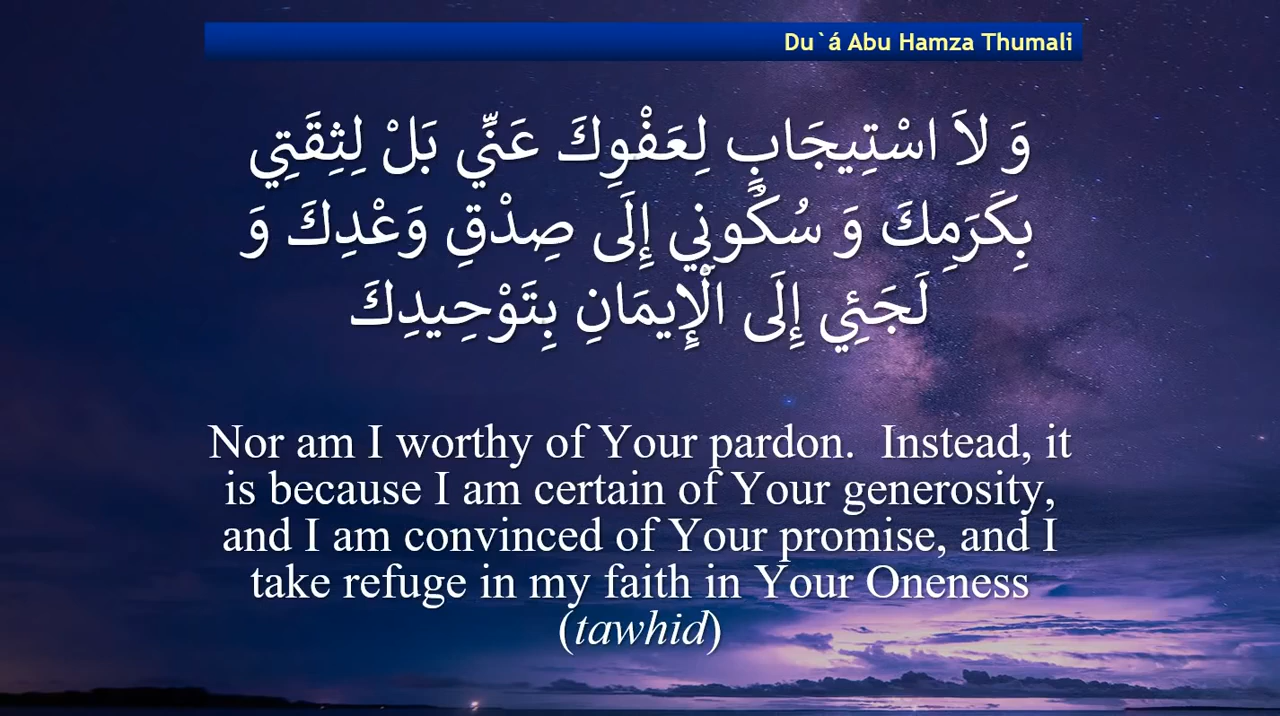 Du`á Abu Hamza Thumali
وَ لاَ اسْتِيجَابٍ لِعَفْوِكَ عَنِّي بَلْ لِثِقَتِي
بِكَرَمِكَ وَ سُكُونِي إِلَى صِدْقِ وَعْدِكَ وَ
لَجَئِي إِلَى الْإِيمَانِ بِتَوْحِيدِكَ
Nor am I worthy of Your pardon.  Instead, it
is because I am certain of Your generosity,
and I am convinced of Your promise, and I
take refuge in my faith in Your Oneness
(tawhid)